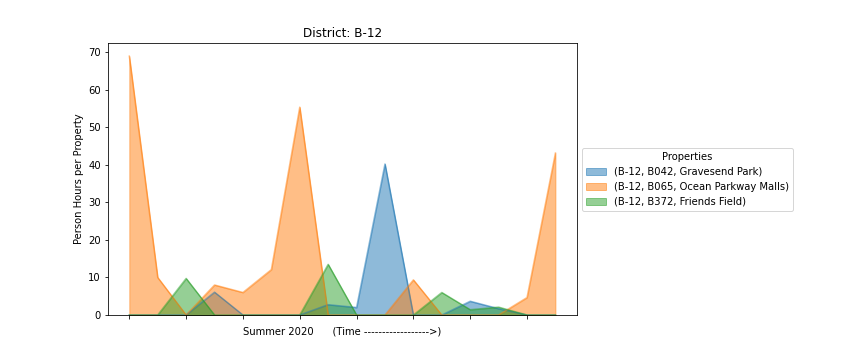 District: B-12
70
60
50
40
30
20
10
0
Person Hours per Property
Summer 2020 (Time ------------------>)
Properties
(B-12, B042, Gravesend Park)
(B-12, B065, Ocean Parkway Malls)
(B-12, B372, Friends Field)